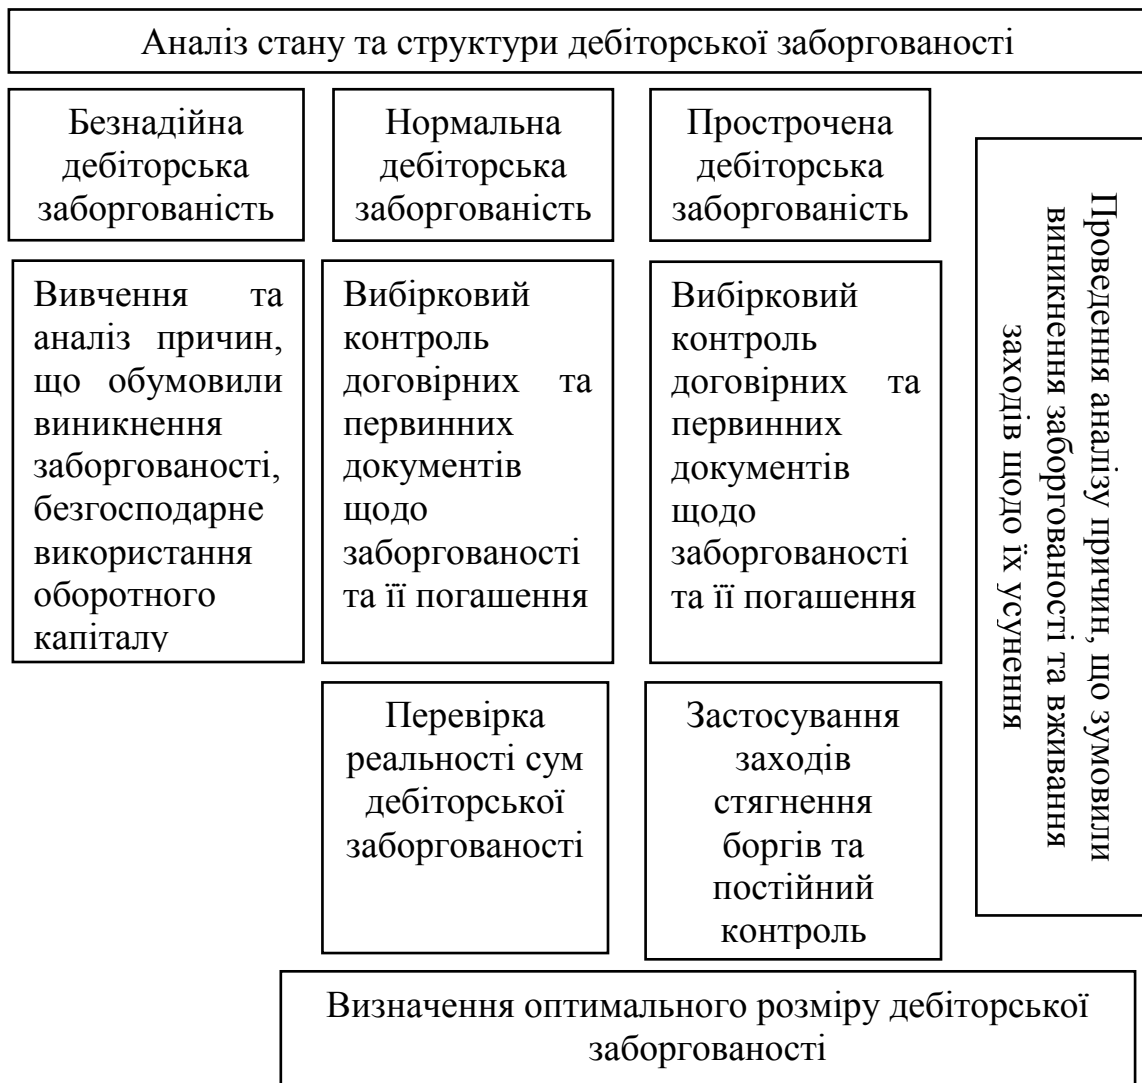 Аналіз стану та структури дебіторської заборгованості
Безнадійна
дебіторська
заборгованість
Нормальна
дебіторська
заборгованість
Прострочена
дебіторська
заборгованість
Вивчення та
аналіз причин,
що обумовили
виникнення
заборгованості,
безгосподарне
використання
оборотного
капіталу
Вибірковий
контроль
договірних та
первинних
документів
щодо
заборгованості
та її погашення
Вибірковий
контроль
договірних та
первинних
документів
щодо
заборгованості
та її погашення
Перевірка
реальності сум
дебіторської
заборгованості
Застосування
заходів
стягнення
боргів та
постійний
контроль
Проведення аналізу причин, що зумовили
виникнення заборгованості та вживання
заходів щодо їх усунення
Визначення оптимального розміру дебіторської
заборгованості